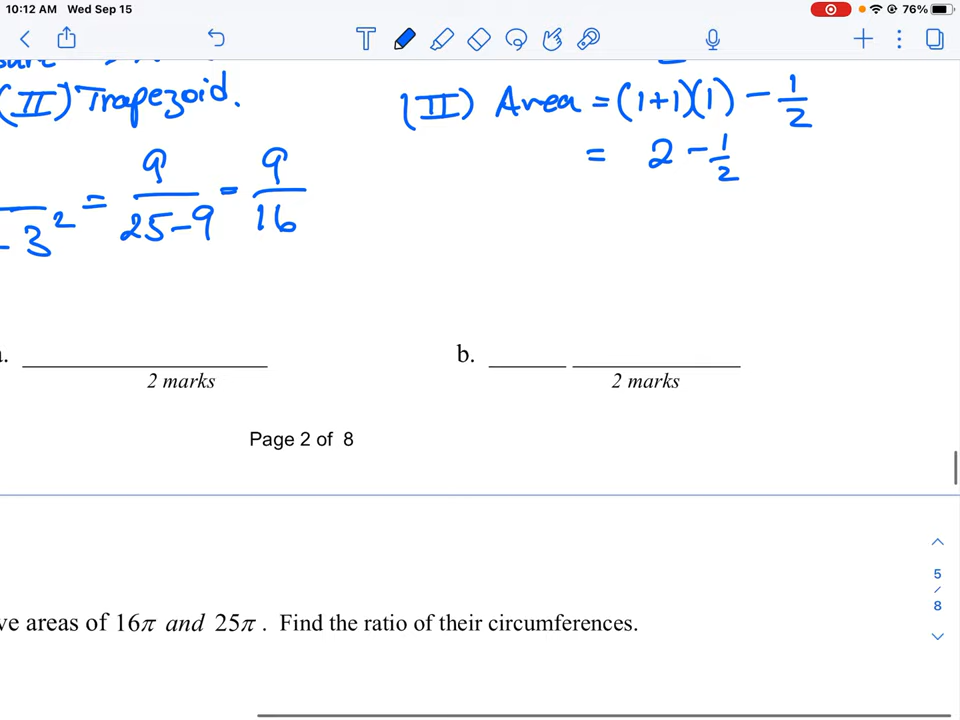 10:12 AM Wed Sep 15
76%
T
(II) Trapezoid.
(II) Area = (1+1)(1) - 1/2
= 2 - 1/2
- 3² = 9/(25-9) = 9/16
b.
2 marks
2 marks
Page 2 of 8
5
/
8
ve areas of 16π and 25π . Find the ratio of their circumferences.